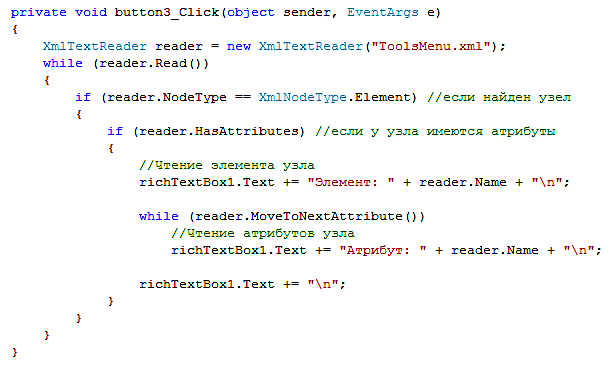 private void button3_Click(object sender, EventArgs e)
{
    XmlTextReader reader = new XmlTextReader("ToolsMenu.xml");
    while (reader.Read())
    {
        if (reader.NodeType == XmlNodeType.Element) //если найден узел
        {
            if (reader.HasAttributes) //если у узла имеются атрибуты
            {
                //Чтение элемента узла
                richTextBox1.Text += "Элемент: " + reader.Name + "\n";

                while (reader.MoveToNextAttribute())
                    //Чтение атрибутов узла
                    richTextBox1.Text += "Атрибут: " + reader.Name + "\n";

                richTextBox1.Text += "\n";
            }
        }
    }
}